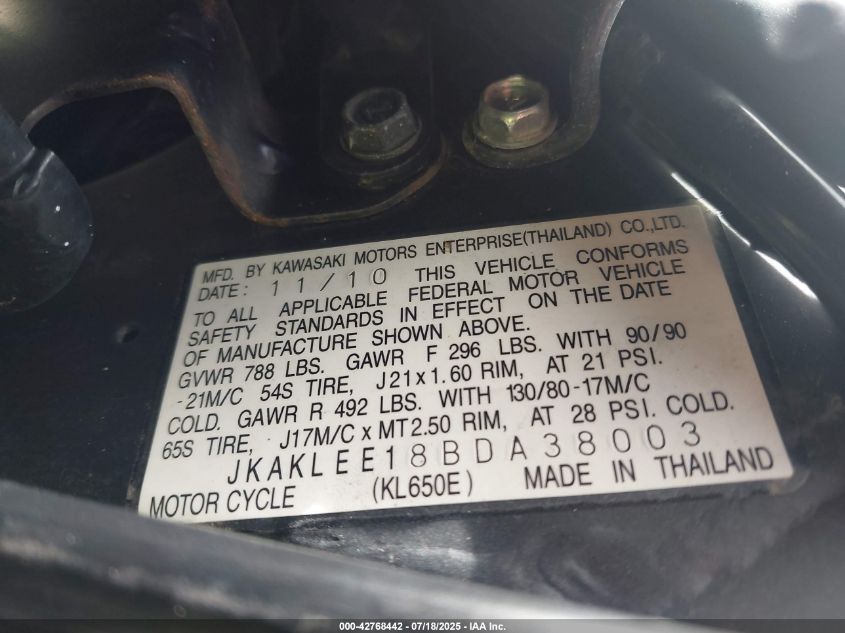 MFD. BY KAWASAKI MOTORS ENTERPRISE(THAILAND) CO.,LTD.
DATE: 11/10 THIS VEHICLE CONFORMS
TO ALL APPLICABLE FEDERAL MOTOR VEHICLE
SAFETY STANDARDS IN EFFECT ON THE DATE
OF MANUFACTURE SHOWN ABOVE.
GVWR 788 LBS. GAWR F 296 LBS. WITH 90/90
-21M/C 54S TIRE, J21x1.60 RIM, AT 21 PSI.
COLD. GAWR R 492 LBS. WITH 130/80-17M/C
65S TIRE, J17M/C x MT2.50 RIM, AT 28 PSI. COLD.
JKAKLEE18BDA38003
MOTOR CYCLE (KL650E) MADE IN THAILAND
000-42768442 - 07/18/2025 - IAA Inc.